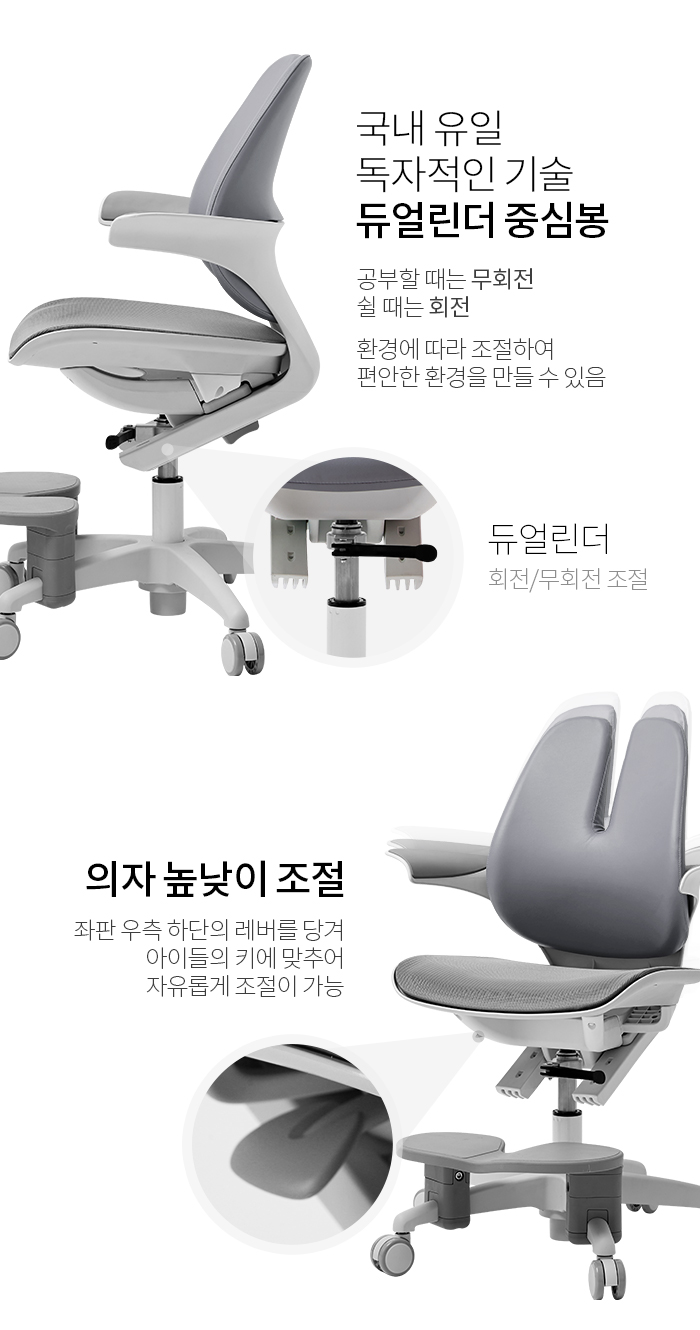 국내 유일
독자적인 기술
듀얼린더 중심봉
공부할 때는 무회전
쉴 때는 회전
환경에 따라 조절하여
편안한 환경을 만들 수 있음
듀얼린더
회전/무회전 조절
의자 높낮이 조절
좌판 우측 하단의 레버를 당겨
아이들의 키에 맞추어
자유롭게 조절이 가능